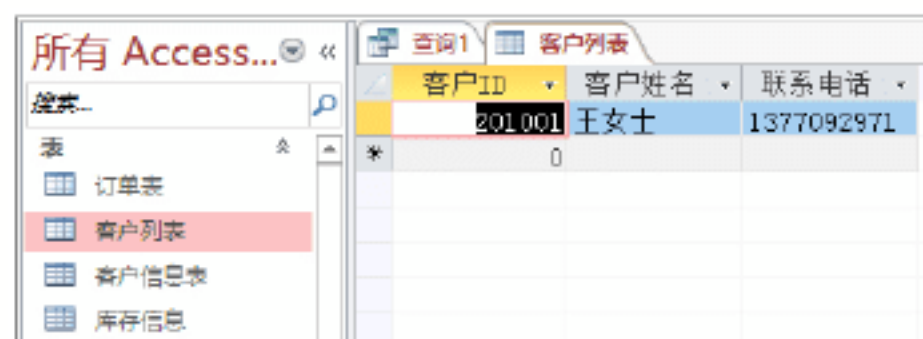 所有 Access...
搜索...
表
订单表
客户列表
客户信息表
库存信息
查询1 客户列表
客户ID 客户姓名 联系电话
201001 王女士 1377092971
0